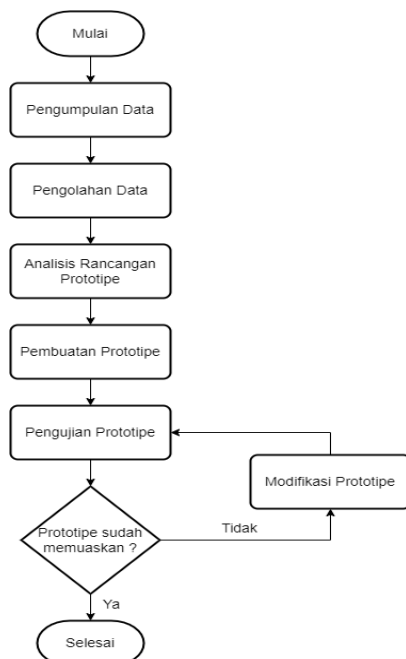 Mulai
Pengumpulan Data
Pengolahan Data
Analisis Rancangan
Prototipe
Pembuatan Prototipe
Pengujian Prototipe
Modifikasi Prototipe
Prototipe sudah
memuaskan ?
Tidak
Ya
Selesai